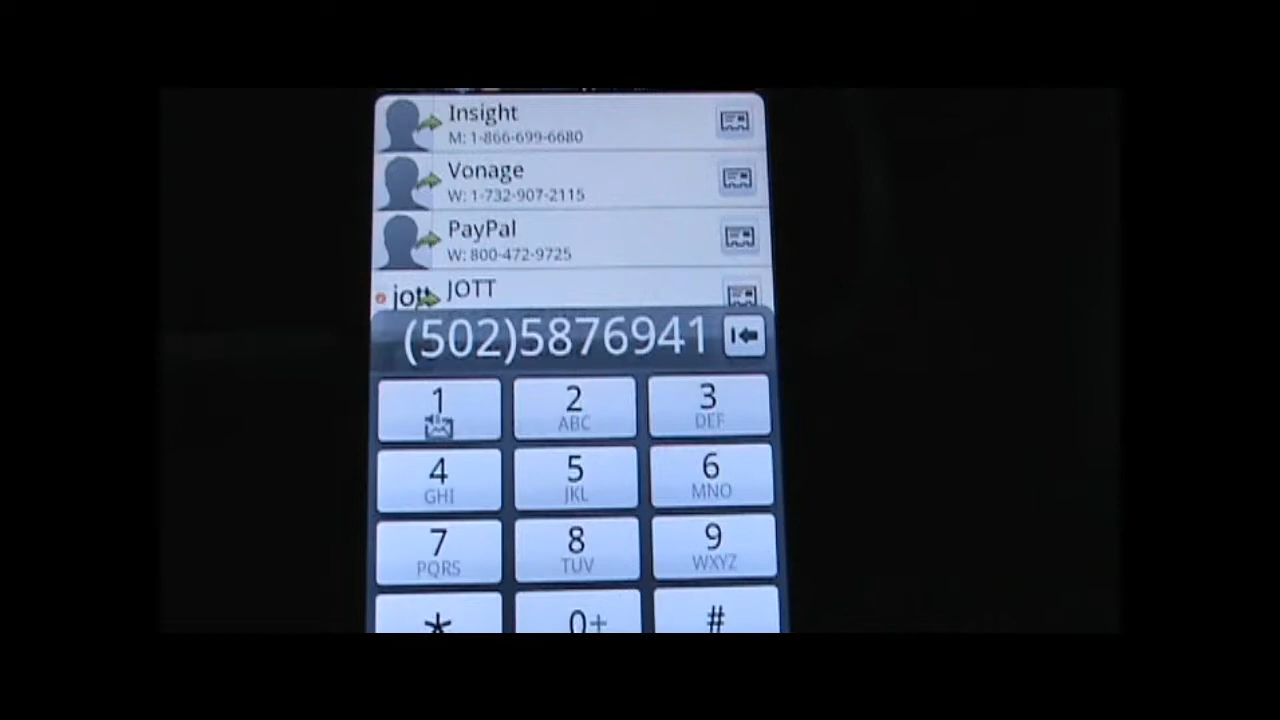 Insight
M: 1-866-699-6680
Vonage
W: 1-732-907-2115
PayPal
W: 800-472-9725
jott JOTT
(502)5876941
1 2 ABC 3 DEF
4 GHI 5 JKL 6 MNO
7 PQRS 8 TUV 9 WXYZ
* 0+ #